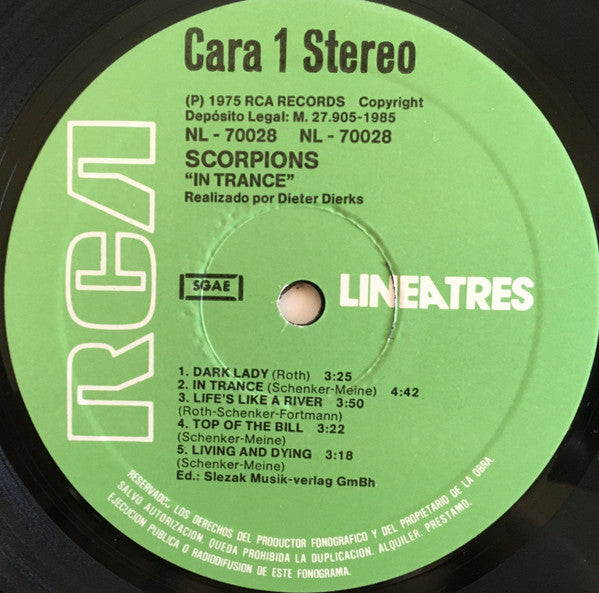 Cara 1 Stereo
(P) 1975 RCA RECORDS Copyright
Depósito Legal: M. 27.905-1985
NL - 70028 NL - 70028
SCORPIONS
“IN TRANCE”
Realizado por Dieter Dierks
RCA
SGAE
LINEATRES
1. DARK LADY (Roth) 3:25
2. IN TRANCE (Schenker-Meine) 4:42
3. LIFE'S LIKE A RIVER 3:50
(Roth-Schenker-Fortmann)
4. TOP OF THE BILL 3:22
(Schenker-Meine)
5. LIVING AND DYING 3:18
(Schenker-Meine)
Ed.: Slezak Musik-verlag GmBh
RESERVADOS LOS DERECHOS DEL PRODUCTOR FONOGRAFICO Y DEL PROPIETARIO DE LA OBRA.
SALVO AUTORIZACION. QUEDA PROHIBIDA LA DUPLICACION. ALQUILER. PRESTAMO.
EJECUCION PUBLICA O RADIODIFUSION DE ESTE FONOGRAMA.